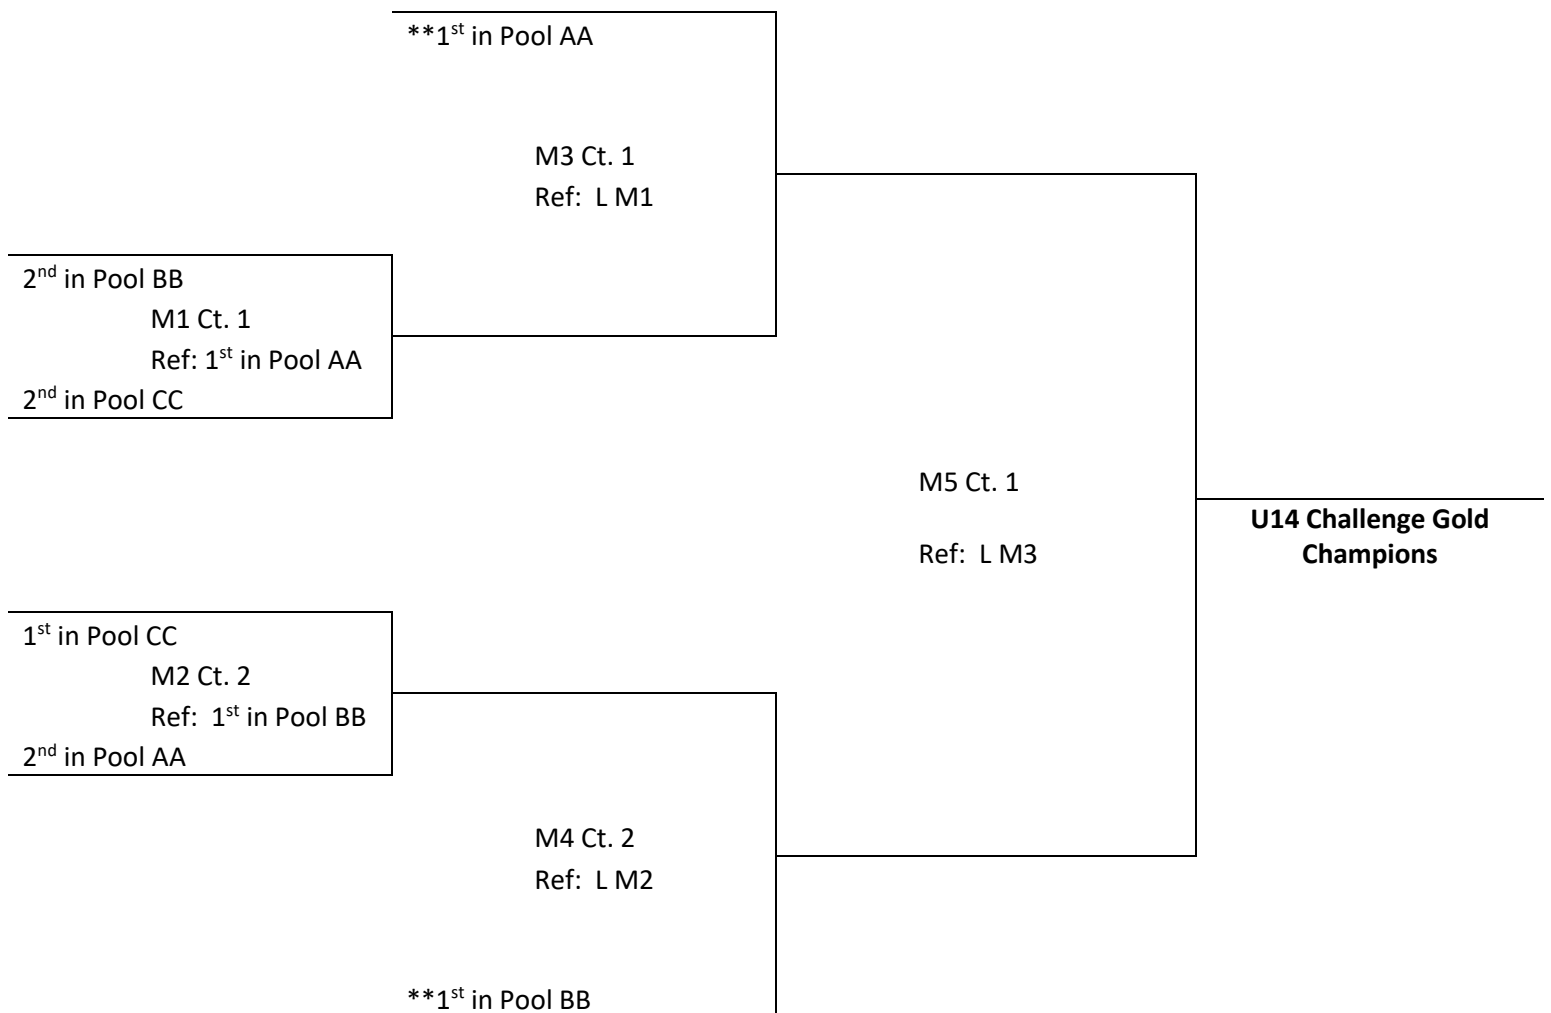 **1st in Pool AA
M3 Ct. 1
Ref: L M1
2nd in Pool BB
M1 Ct. 1
Ref: 1st in Pool AA
2nd in Pool CC
M5 Ct. 1
Ref: L M3
U14 Challenge Gold
Champions
1st in Pool CC
M2 Ct. 2
Ref: 1st in Pool BB
2nd in Pool AA
M4 Ct. 2
Ref: L M2
**1st in Pool BB